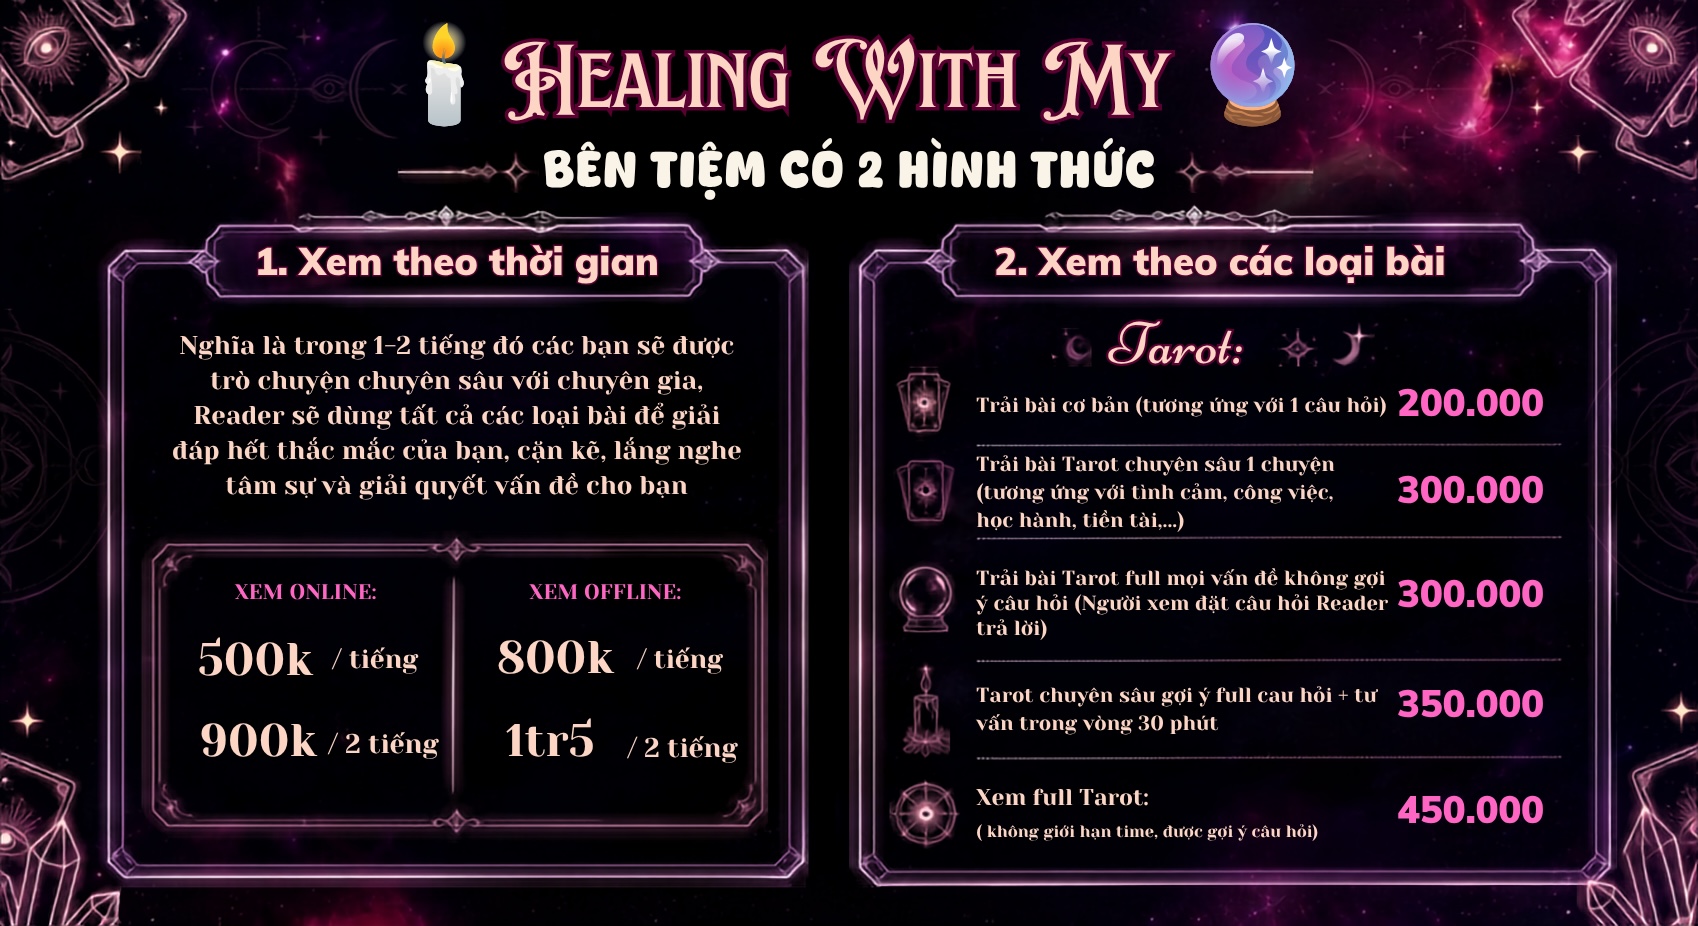 Healing With My
BÊN TIỆM CÓ 2 HÌNH THỨC
1. Xem theo thời gian
Nghĩa là trong 1-2 tiếng đó các bạn sẽ được
trò chuyện chuyên sâu với chuyên gia,
Reader sẽ dùng tất cả các loại bài để giải
đáp hết thắc mắc của bạn, cặn kẽ, lắng nghe
tâm sự và giải quyết vấn đề cho bạn
XEM ONLINE:
500k / tiếng
900k / 2 tiếng
XEM OFFLINE:
800k / tiếng
1tr5 / 2 tiếng
2. Xem theo các loại bài
Tarot:
Trải bài cơ bản (tương ứng với 1 câu hỏi) 200.000
Trải bài Tarot chuyên sâu 1 chuyện
(tương ứng với tình cảm, công việc,
học hành, tiền tài,...)
300.000
Trải bài Tarot full mọi vấn đề không gợi
ý câu hỏi (Người xem đặt câu hỏi Reader
trả lời)
300.000
Tarot chuyên sâu gợi ý full cau hỏi + tư
vấn trong vòng 30 phút
350.000
Xem full Tarot:
( không giới hạn time, được gợi ý câu hỏi)
450.000